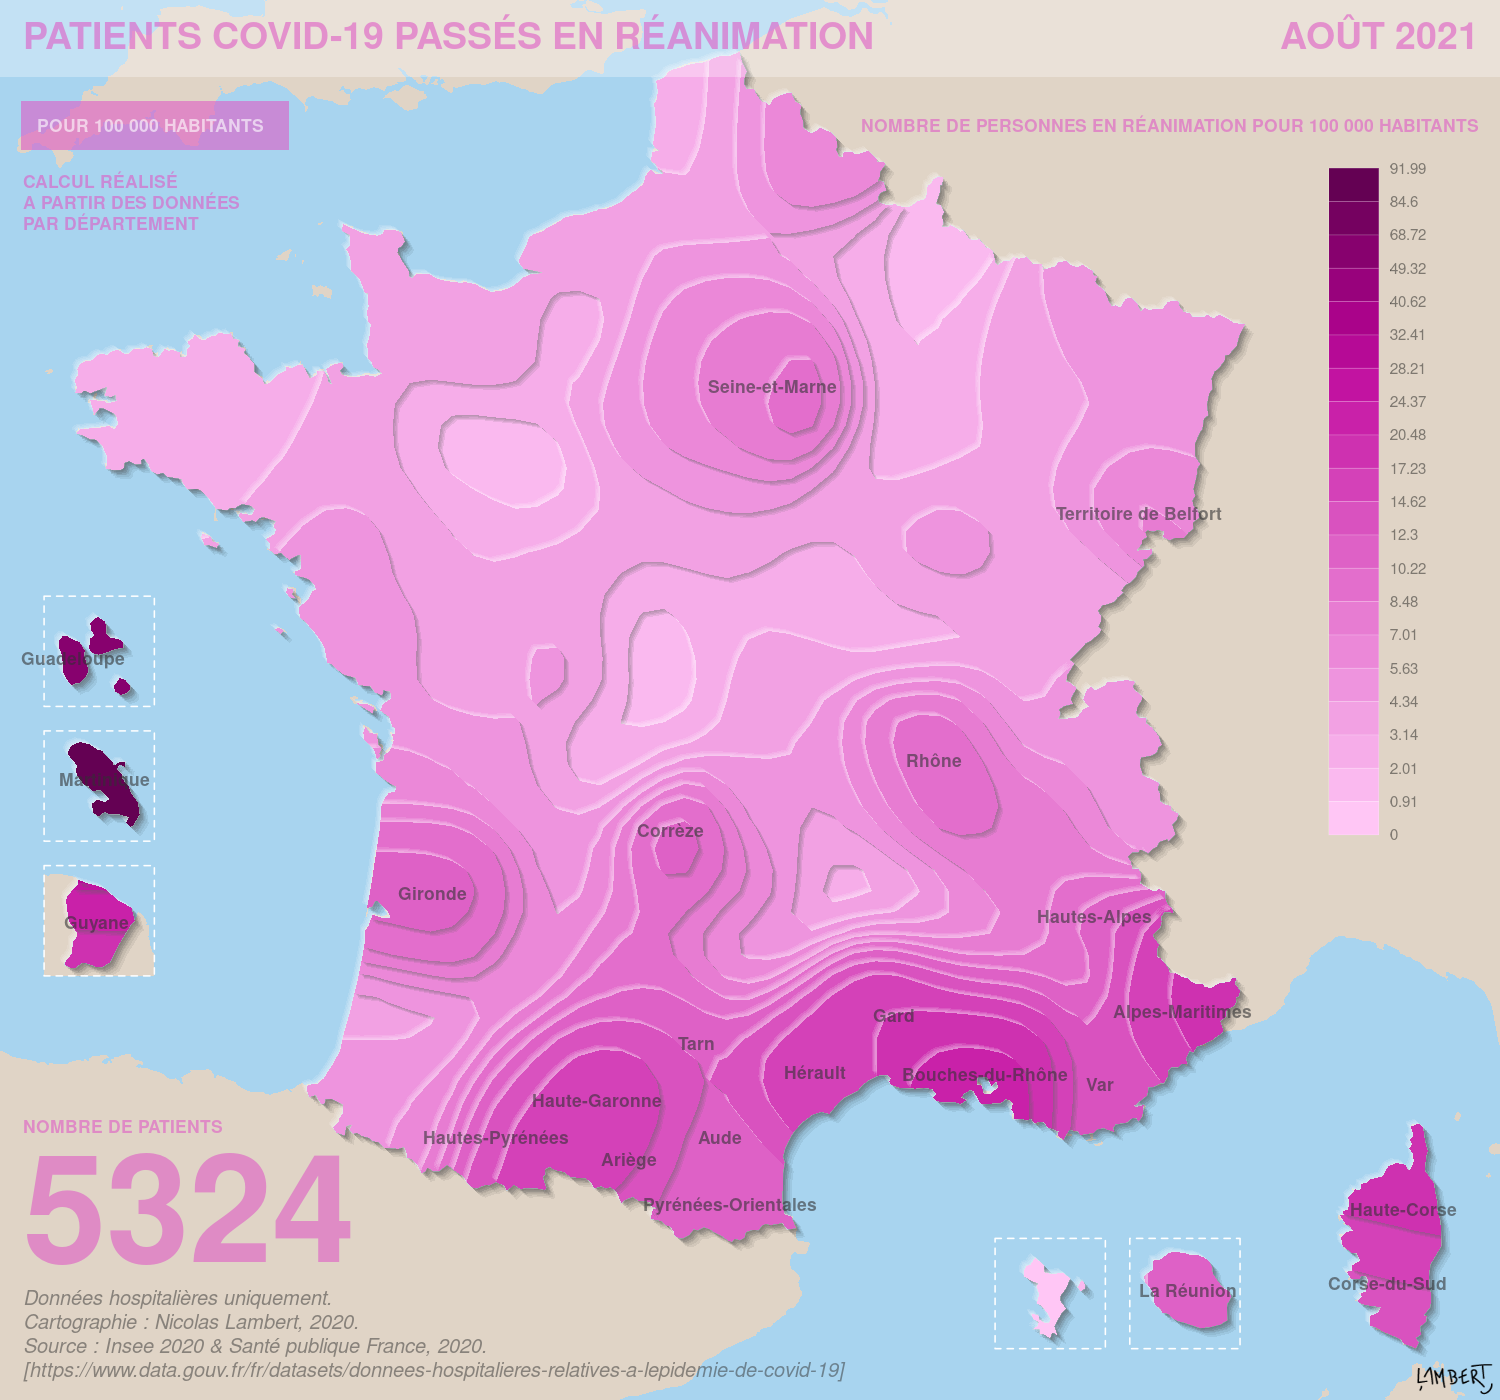 PATIENTS COVID-19 PASSÉS EN RÉANIMATION
AOÛT 2021
POUR 100 000 HABITANTS
NOMBRE DE PERSONNES EN RÉANIMATION POUR 100 000 HABITANTS
CALCUL RÉALISÉ
A PARTIR DES DONNÉES
PAR DÉPARTEMENT
91.99
84.6
68.72
49.32
40.62
32.41
28.21
24.37
20.48
17.23
14.62
12.3
10.22
8.48
7.01
5.63
4.34
3.14
2.01
0.91
0
Seine-et-Marne
Territoire de Belfort
Guadeloupe
Martinique
Guyane
Rhône
Corrèze
Gironde
Hautes-Alpes
Alpes-Maritimes
Gard
Tarn
Hérault
Bouches-du-Rhône
Var
Haute-Garonne
Hautes-Pyrénées
Aude
Ariège
Pyrénées-Orientales
Haute-Corse
Corse-du-Sud
La Réunion
NOMBRE DE PATIENTS
5324
Données hospitalières uniquement.
Cartographie : Nicolas Lambert, 2020.
Source : Insee 2020 & Santé publique France, 2020.
[https://www.data.gouv.fr/fr/datasets/donnees-hospitalieres-relatives-a-lepidemie-de-covid-19]
LAMBERT